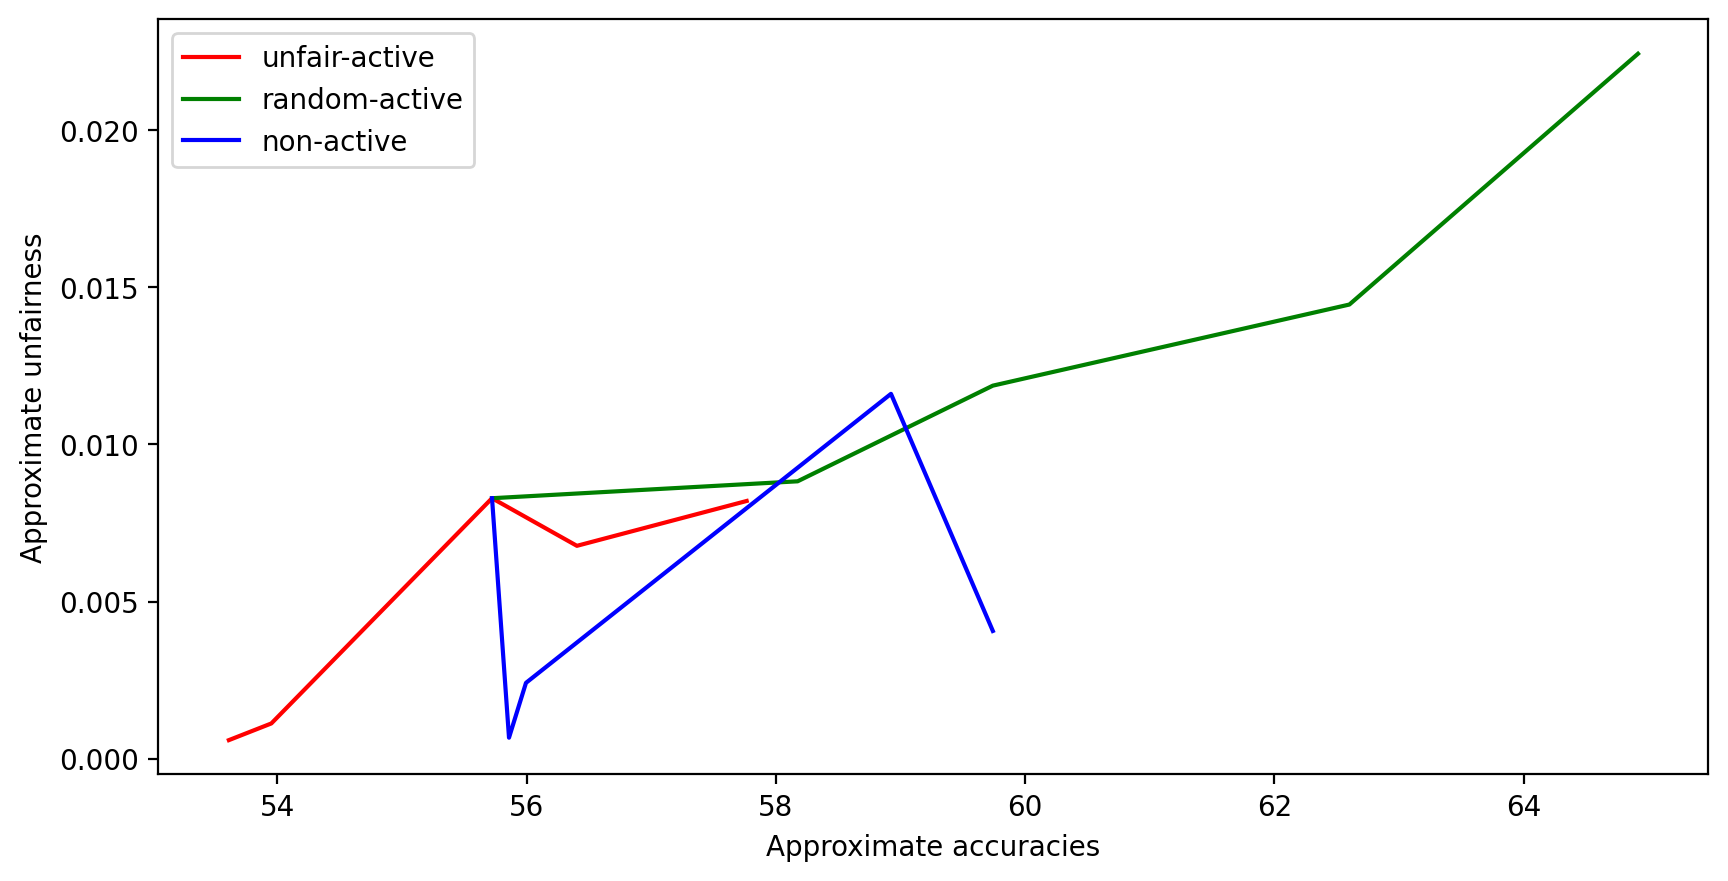 unfair-active
random-active
non-active
Approximate unfairness
0.020
0.015
0.010
0.005
0.000
54 56 58 60 62 64
Approximate accuracies